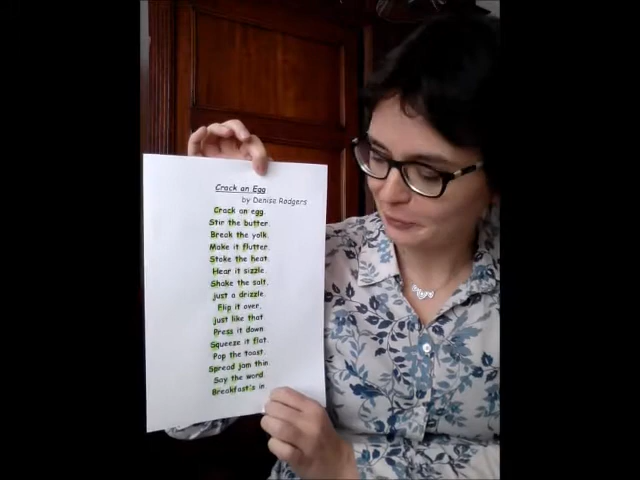 Crack an Egg
by Denise Rodgers
Crack an egg.
Stir the butter.
Break the yolk.
Make it flutter.
Stoke the heat.
Hear it sizzle.
Shake the salt,
just a drizzle.
Flip it over,
just like that.
Press it down.
Squeeze it flat.
Pop the toast.
Spread jam thin
Say the word.
Breakfast's in